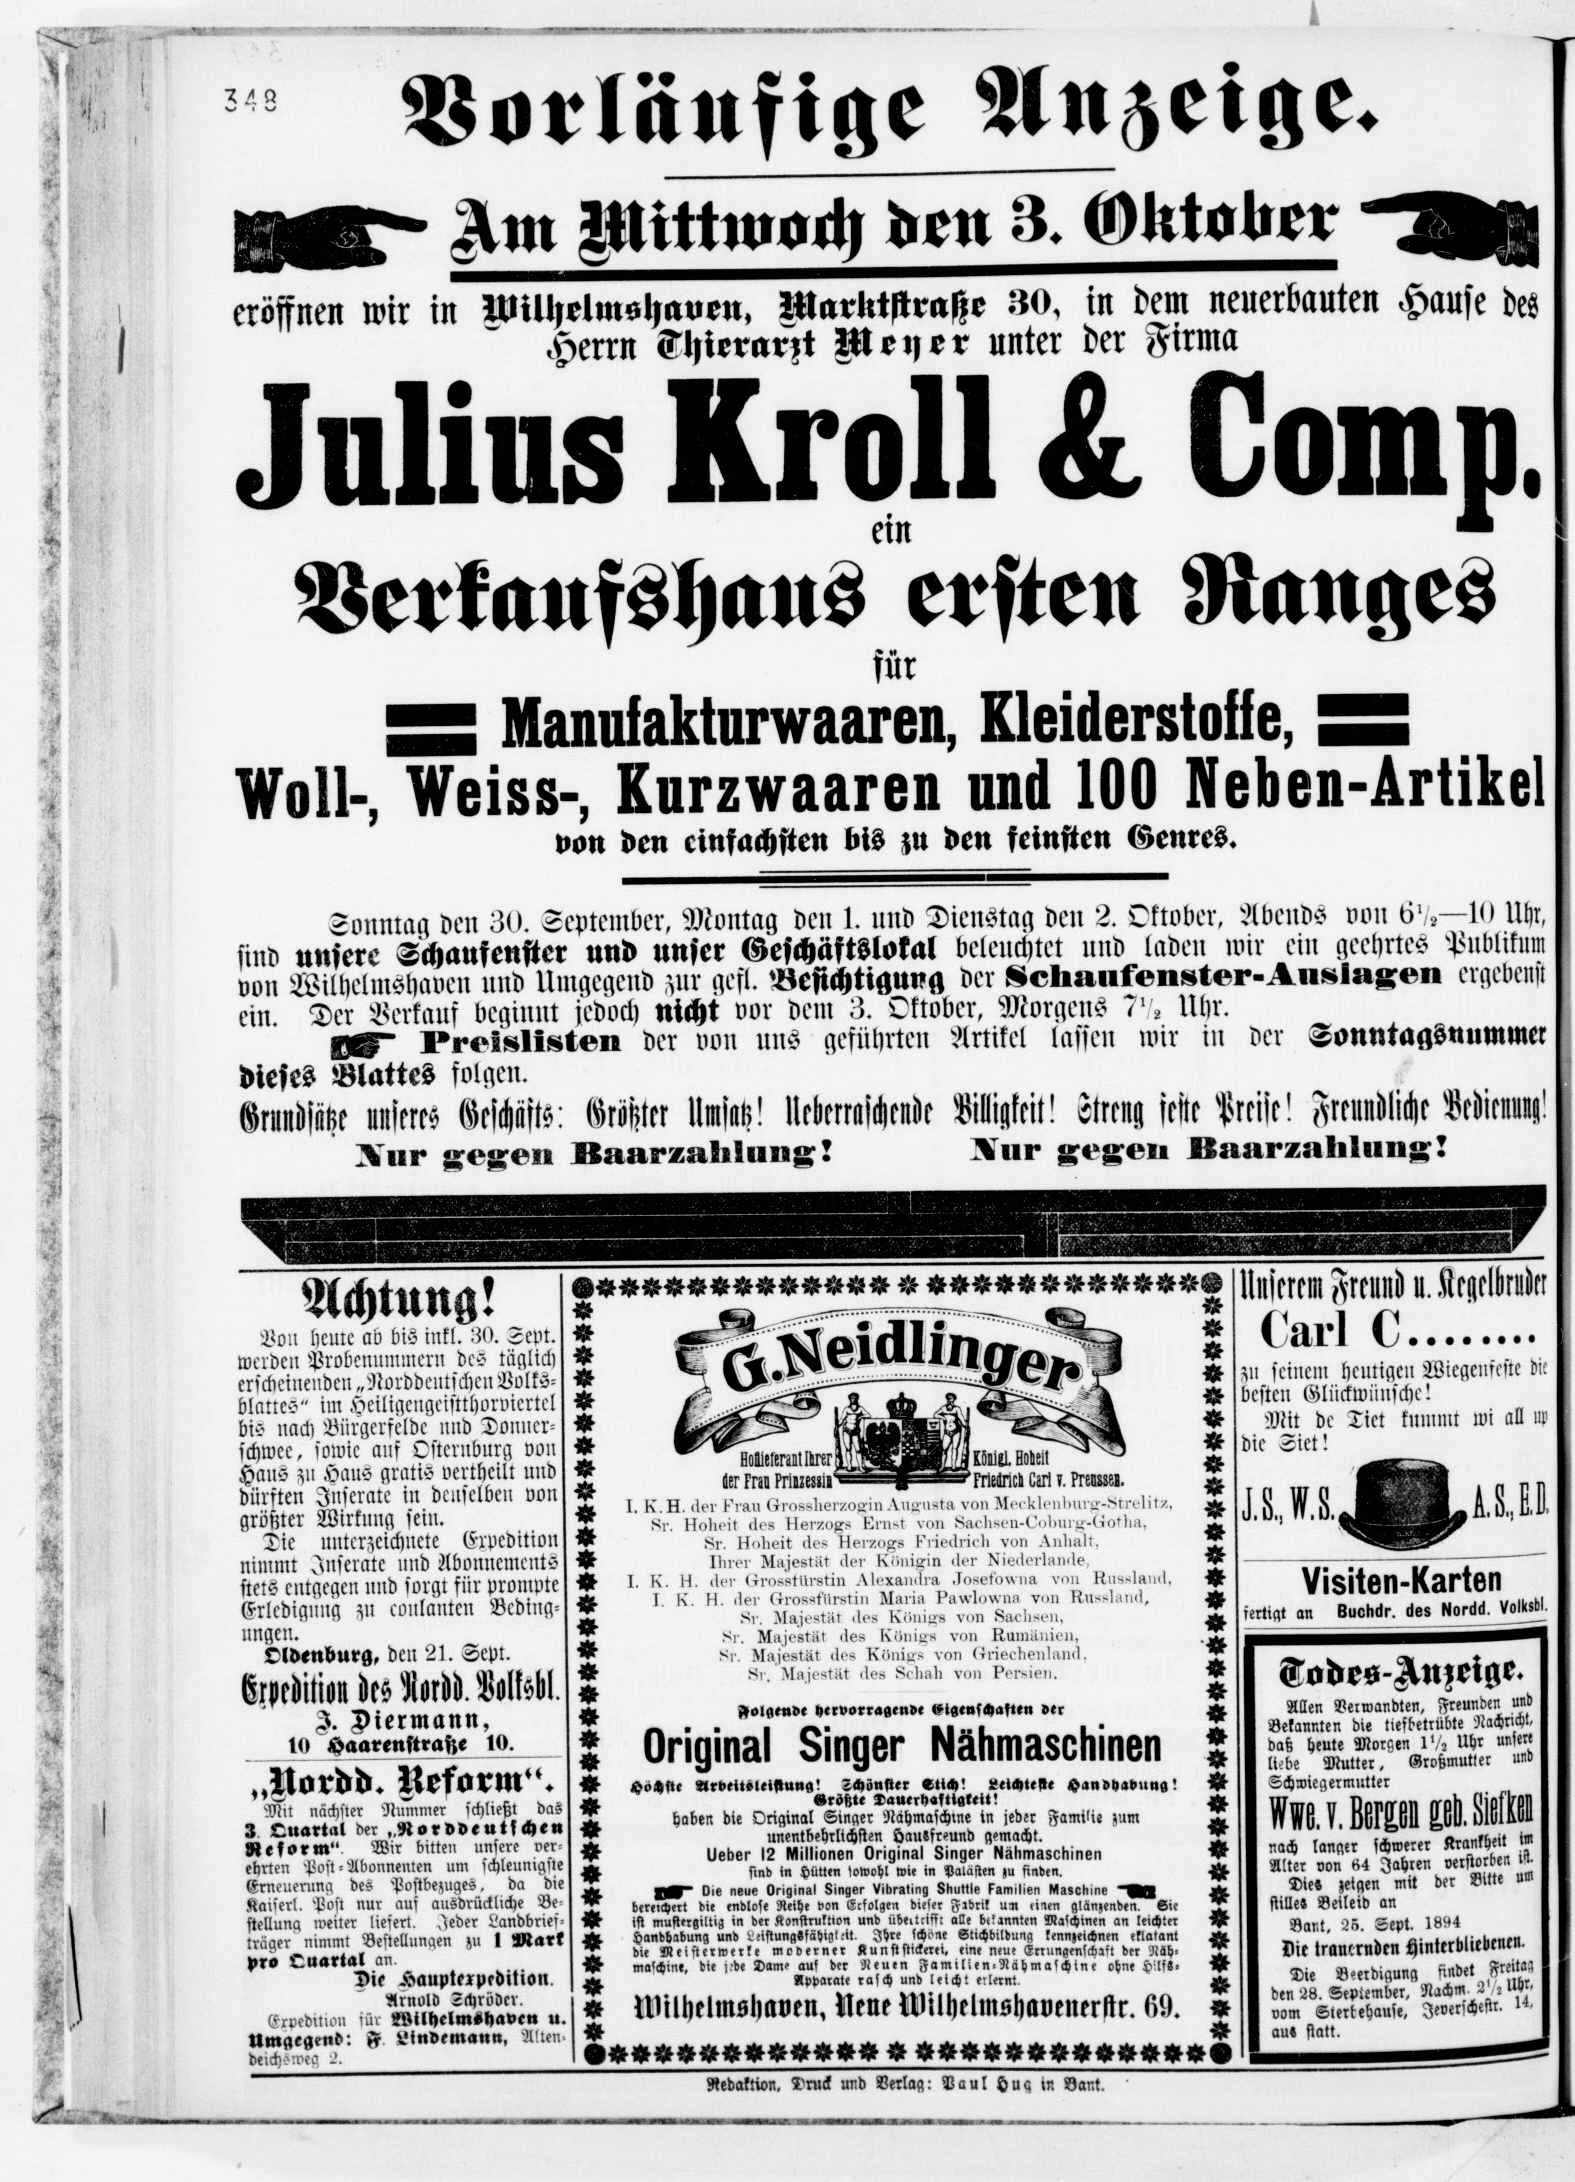 348
Vorläufige Anzeige.
Am Mittwoch den 3. Oktober
eröffnen wir in Wilhelmshaven, Marktstraße 30, in dem neuerbauten Hause des
Herrn Thierarzt Meyer unter der Firma
Julius Kroll & Comp.
ein
Verkaufshaus ersten Ranges
für
Manufakturwaaren, Kleiderstoffe,
Woll-, Weiss-, Kurzwaaren und 100 Neben-Artikel
von den einfachsten bis zu den feinsten Genres.
Sonntag den 30. September, Montag den 1. und Dienstag den 2. Oktober, Abends von 6½—10 Uhr,
sind unsere Schaufenster und unser Geschäftslokal beleuchtet und laden wir ein geehrtes Publikum
von Wilhelmshaven und Umgegend zur gefl. Besichtigung der Schaufenster-Auslagen ergebenst
ein. Der Verkauf beginnt jedoch nicht vor dem 3. Oktober, Morgens 7½ Uhr.
Preislisten der von uns geführten Artikel lassen wir in der Sonntagsnummer
dieses Blattes folgen.
Grundsätze unseres Geschäfts: Größter Umsatz! Ueberraschende Billigkeit! Streng feste Preise! Freundliche Bedienung!
Nur gegen Baarzahlung! Nur gegen Baarzahlung!
Achtung!
Von heute ab bis inkl. 30. Sept.
werden Probenummern des täglich
erscheinenden „Norddeutschen Volks-
blattes“ im Heiligengeistthorviertel
bis nach Bürgerfelde und Donner-
schwee, sowie auf Osternburg von
Haus zu Haus gratis vertheilt und
dürften Inserate in denselben von
größter Wirkung sein.
Die unterzeichnete Expedition
nimmt Inserate und Abonnements
stets entgegen und sorgt für prompte
Erledigung zu coulanten Beding-
ungen.
Oldenburg, den 21. Sept.
Expedition des Nordd. Volksbl.
J. Diermann,
10 Haarenstraße 10.
„Nordd. Reform“.
Mit nächster Nummer schließt das
3. Quartal der „Norddeutschen
Reform“. Wir bitten unsere ver-
ehrten Post-Abonnenten um schleunigste
Erneuerung des Postbezuges, da die
Kaiserl. Post nur auf ausdrückliche Be-
stellung weiter liefert. Jeder Landbrief-
träger nimmt Bestellungen zu 1 Mark
pro Quartal an.
Die Hauptexpedition.
Arnold Schröder.
Expedition für Wilhelmshaven u.
Umgegend: F. Lindemann, Alten-
deichsweg 2.
G. Neidlinger
Hoflieferant Ihrer Königl. Hoheit
der Frau Prinzessin Friedrich Carl v. Preussen.
I. K. H. der Frau Grossherzogin Augusta von Mecklenburg-Strelitz,
Sr. Hoheit des Herzogs Ernst von Sachsen-Coburg-Gotha,
Sr. Hoheit des Herzogs Friedrich von Anhalt,
Ihrer Majestät der Königin der Niederlande,
I. K. H. der Grossfürstin Alexandra Josefowna von Russland,
I. K. H. der Grossfürstin Maria Pawlowna von Russland,
Sr. Majestät des Königs von Sachsen,
Sr. Majestät des Königs von Rumänien,
Sr. Majestät des Königs von Griechenland,
Sr. Majestät des Schah von Persien.
Folgende hervorragende Eigenschaften der
Original Singer Nähmaschinen
Höchste Arbeitsleistung! Schönster Stich! Leichteste Handhabung!
Größte Dauerhaftigkeit!
haben die Original Singer Nähmaschine in jeder Familie zum
unentbehrlichsten Hausfreund gemacht.
Ueber 12 Millionen Original Singer Nähmaschinen
sind in Hütten sowohl wie in Palästen zu finden.
Die neue Original Singer Vibrating Shuttle Familien Maschine
bereichert die endlose Reihe von Erfolgen dieser Fabrik um einen glänzenden. Sie
ist mustergiltig in der Konstruktion und übertrifft alle bekannten Maschinen an leichter
Handhabung und Leistungsfähigkeit. Ihre schöne Stichbildung kennzeichnen eklatant
die Meisterwerke moderner Kunststickerei, eine neue Errungenschaft der Näh-
maschine, die jede Dame auf der Neuen Familien-Nähmaschine ohne Hilfs-
Apparate rasch und leicht erlernt.
Wilhelmshaven, Neue Wilhelmshavenerstr. 69.
Unserem Freund u. Kegelbruder
Carl C........
zu seinem heutigen Wiegenfeste die
besten Glückwünsche!
Mit de Tiet kummt wi all up
die Siet!
J. S., W. S. A. S., E. D.
Visiten-Karten
fertigt an Buchdr. des Nordd. Volksbl.
Todes-Anzeige.
Allen Verwandten, Freunden und
Bekannten die tiefbetrübte Nachricht,
daß heute Morgen 1½ Uhr unsere
liebe Mutter, Großmutter und
Schwiegermutter
Wwe. v. Bergen geb. Siefken
nach langer schwerer Krankheit im
Alter von 64 Jahren verstorben ist.
Dies zeigen mit der Bitte um
stilles Beileid an
Bant, 25. Sept. 1894
Die trauernden Hinterbliebenen.
Die Beerdigung findet Freitag
den 28. September, Nachm. 2½ Uhr,
vom Sterbehause, Jeverschestr. 14,
aus statt.
Redaktion, Druck und Verlag: Paul Hug in Bant.